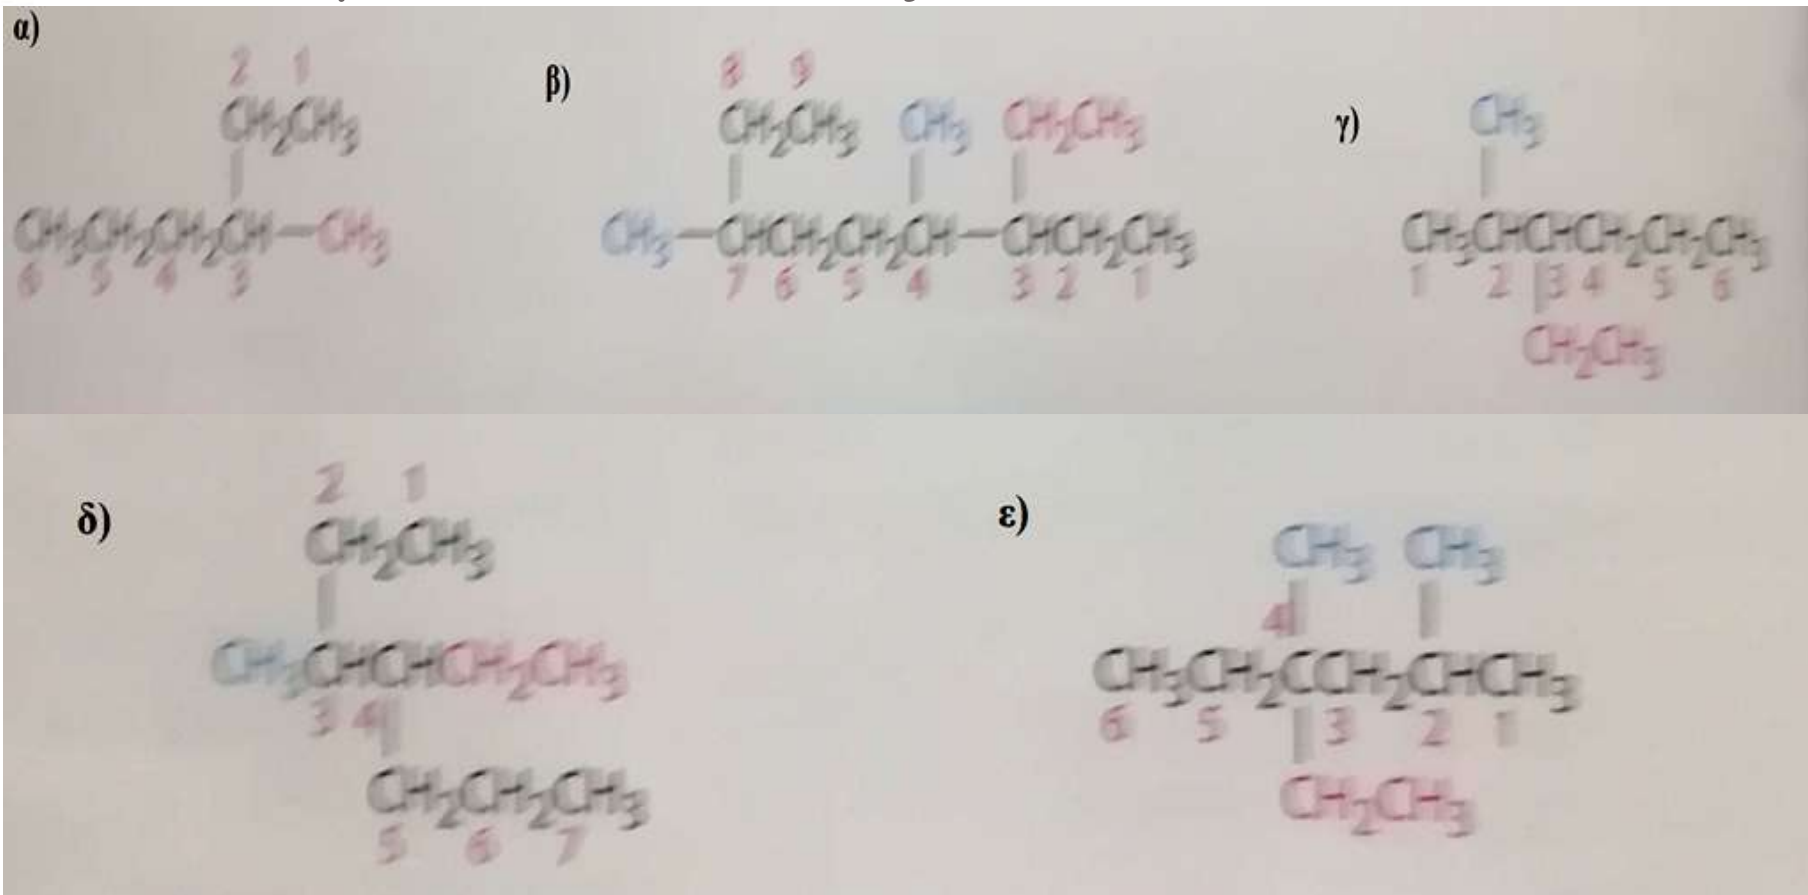 α)
2 1
CH₂CH₃
CH₃CH₂CH₂CH—CH₃
6 5 4 3
β)
8 9
CH₂CH₃ CH₃ CH₂CH₃
CH₃—CHCH₂CH₂CH—CHCH₂CH₃
7 6 5 4 3 2 1
γ)
CH₃
CH₃CHCHCH₂CH₂CH₃
1 2 3 4 5 6
CH₂CH₃
δ)
2 1
CH₂CH₃
CH₃CHCHCH₂CH₃
3 4
CH₂CH₂CH₃
5 6 7
ε)
CH₃ CH₃
4
CH₃CH₂CCH₂CHCH₃
6 5 3 2 1
CH₂CH₃